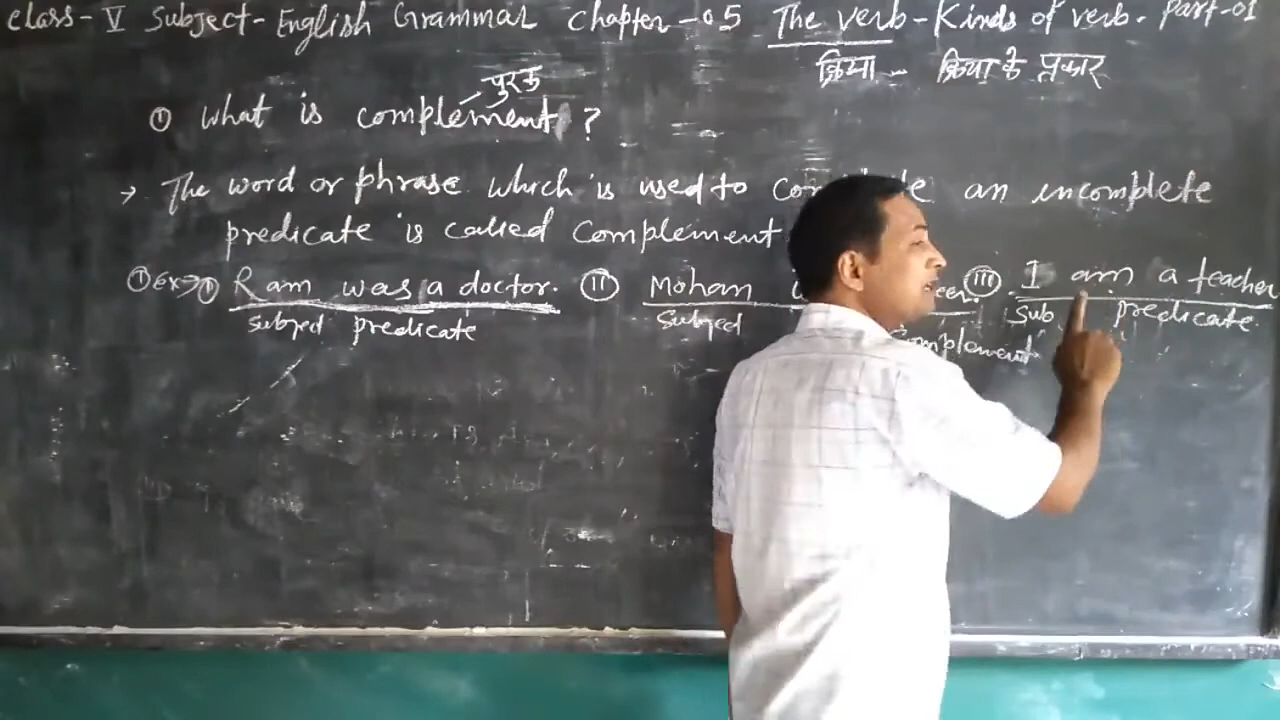 class-V Subject-English Grammar chapter-05 The verb-Kinds of verb. Part-01
क्रिया - क्रिया के प्रकार
पुरक
① What is complement ?
→ The word or phrase which is used to an incomplete
predicate is called Complement
① Ex→① Ram was a doctor. ⑪ Mohan ⑪I I am a teacher
subject predicate Subject Sub predicate.
complement